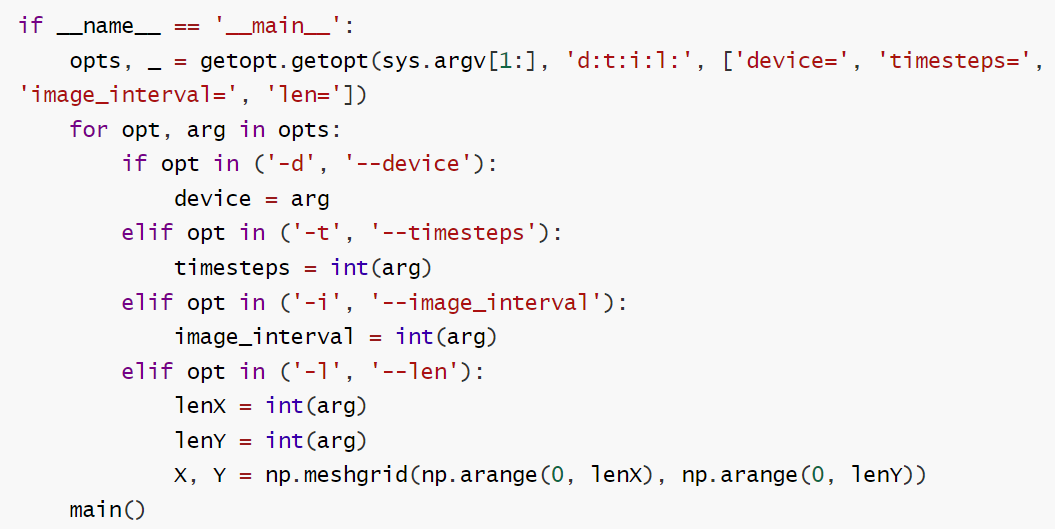 if __name__ == '__main__':
    opts, _ = getopt.getopt(sys.argv[1:], 'd:t:i:l:', ['device=', 'timesteps=',
'image_interval=', 'len='])
    for opt, arg in opts:
        if opt in ('-d', '--device'):
            device = arg
        elif opt in ('-t', '--timesteps'):
            timesteps = int(arg)
        elif opt in ('-i', '--image_interval'):
            image_interval = int(arg)
        elif opt in ('-l', '--len'):
            lenX = int(arg)
            lenY = int(arg)
            X, Y = np.meshgrid(np.arange(0, lenX), np.arange(0, lenY))
    main()